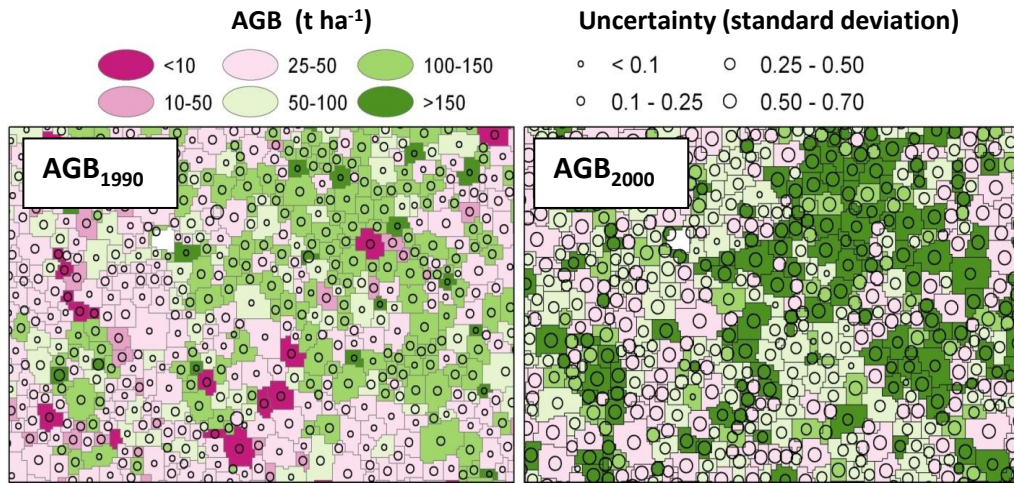 AGB (t ha⁻¹)
Uncertainty (standard deviation)
<10 25-50 100-150 < 0.1 0.25 - 0.50
10-50 50-100 >150 0.1 - 0.25 0.50 - 0.70
AGB₁₉₉₀
AGB₂₀₀₀